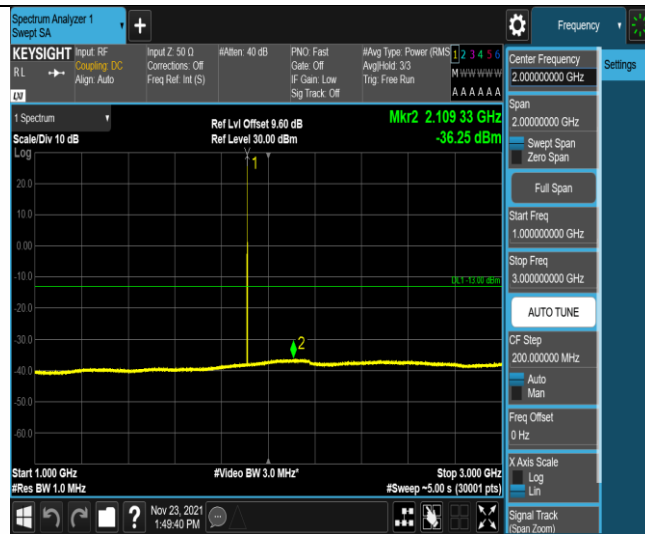 Spectrum Analyzer 1
Swept SA
Frequency
KEYSIGHT
RL
LXI
Input: RF
Coupling: DC
Align: Auto
Input Z: 50 Ω
Corrections: Off
Freq Ref: Int (S)
#Atten: 40 dB
PNO: Fast
Gate: Off
IF Gain: Low
Sig Track: Off
#Avg Type: Power (RMS
Avg|Hold: 3/3
Trig: Free Run
1 2 3 4 5 6
M W W W W W
A A A A A A
Settings
Center Frequency
2.000000000 GHz
Span
2.00000000 GHz
Swept Span
Zero Span
Full Span
Start Freq
1.000000000 GHz
Stop Freq
3.000000000 GHz
AUTO TUNE
CF Step
200.000000 MHz
Auto
Man
Freq Offset
0 Hz
X Axis Scale
Log
Lin
Signal Track
(Span Zoom)
1 Spectrum
Scale/Div 10 dB
Log
Ref Lvl Offset 9.60 dB
Ref Level 30.00 dBm
Mkr2 2.109 33 GHz
-36.25 dBm
1
20.0
10.0
0.00
-10.0
DL1 -13.00 dBm
-20.0
-30.0
2
-40.0
-50.0
-60.0
Start 1.000 GHz
#Res BW 1.0 MHz
#Video BW 3.0 MHz*
Stop 3.000 GHz
#Sweep ~5.00 s (30001 pts)
?
Nov 23, 2021
1:49:40 PM